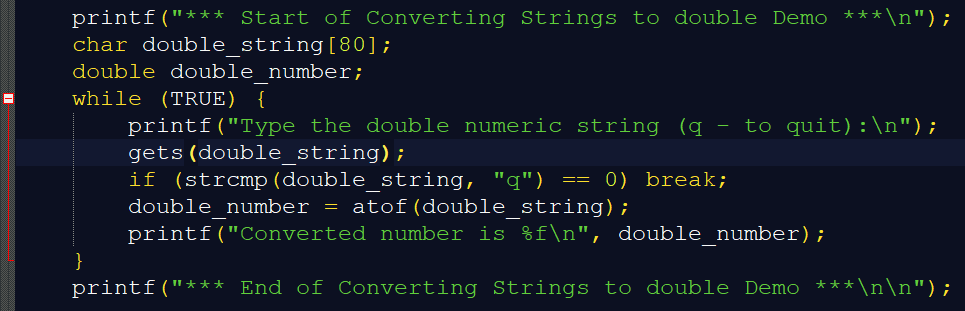 printf("*** Start of Converting Strings to double Demo ***\n");
char double_string[80];
double double_number;
while (TRUE) {
printf("Type the double numeric string (q - to quit):\n");
gets(double_string);
if (strcmp(double_string, "q") == 0) break;
double_number = atof(double_string);
printf("Converted number is %f\n", double_number);
}
printf("*** End of Converting Strings to double Demo ***\n\n");